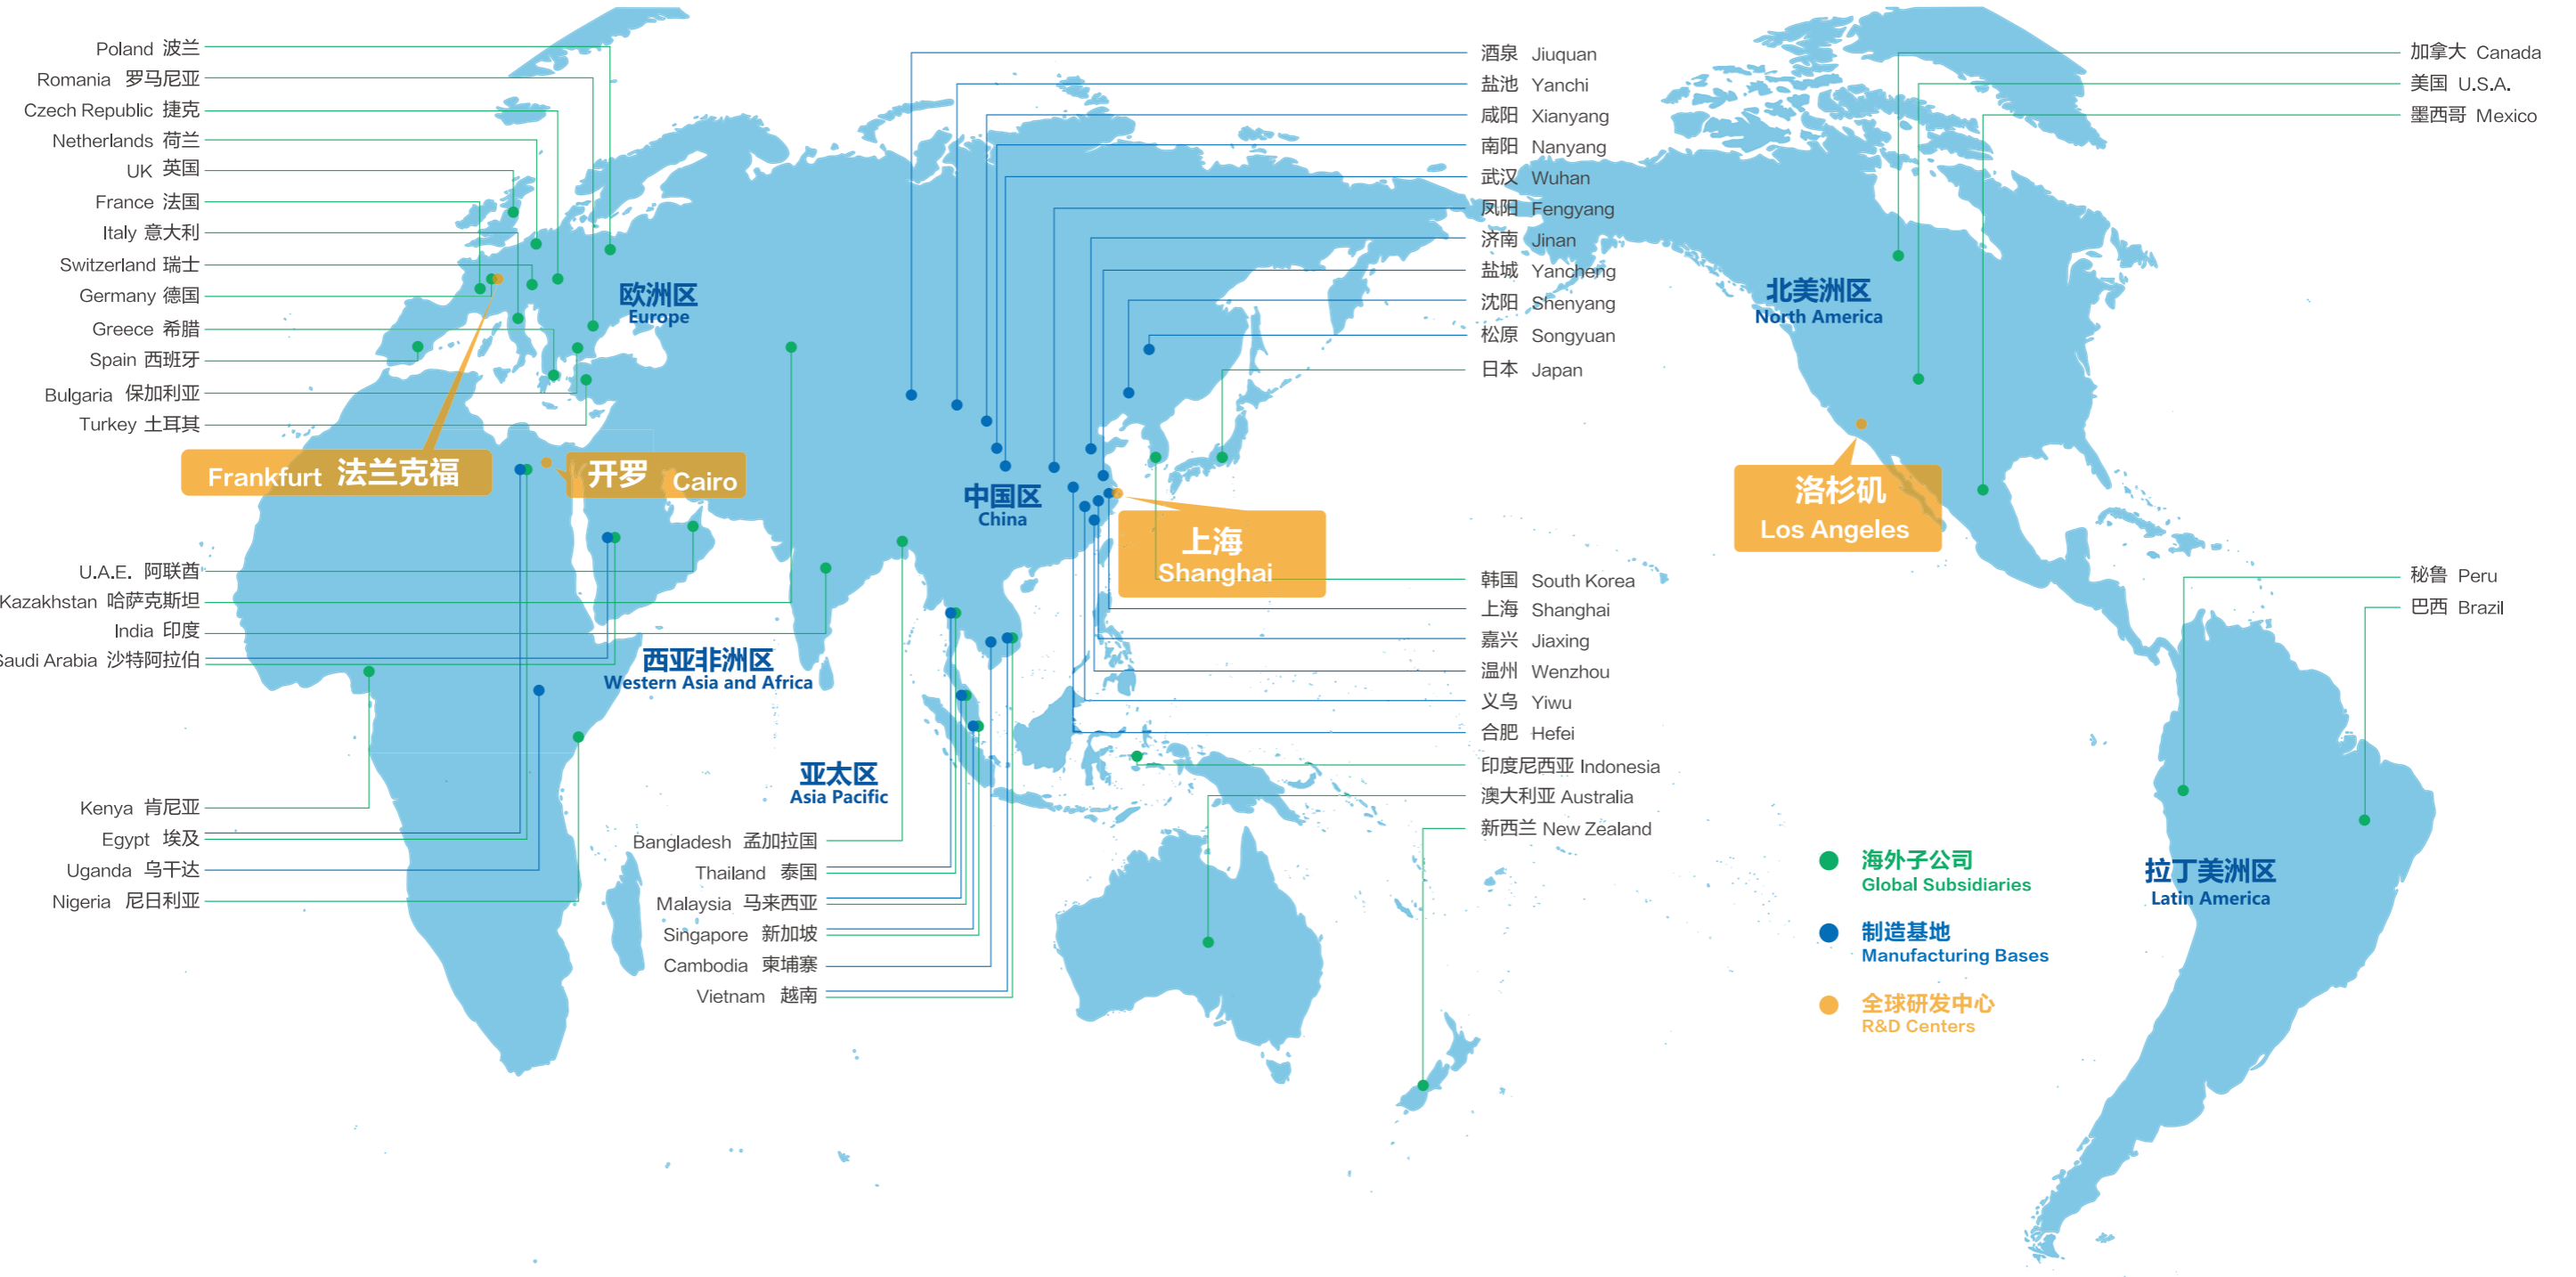 Poland 波兰
Romania 罗马尼亚
Czech Republic 捷克
Netherlands 荷兰
UK 英国
France 法国
Italy 意大利
Switzerland 瑞士
Germany 德国
Greece 希腊
Spain 西班牙
Bulgaria 保加利亚
Turkey 土耳其
Frankfurt 法兰克福
开罗 Cairo
U.A.E. 阿联酋
Kazakhstan 哈萨克斯坦
India 印度
Saudi Arabia 沙特阿拉伯
Kenya 肯尼亚
Egypt 埃及
Uganda 乌干达
Nigeria 尼日利亚
欧洲区
Europe
西亚非洲区
Western Asia and Africa
亚太区
Asia Pacific
Bangladesh 孟加拉国
Thailand 泰国
Malaysia 马来西亚
Singapore 新加坡
Cambodia 柬埔寨
Vietnam 越南
中国区
China
上海
Shanghai
酒泉 Jiuquan
盐池 Yanchi
咸阳 Xianyang
南阳 Nanyang
武汉 Wuhan
凤阳 Fengyang
济南 Jinan
盐城 Yancheng
沈阳 Shenyang
松原 Songyuan
日本 Japan
韩国 South Korea
上海 Shanghai
嘉兴 Jiaxing
温州 Wenzhou
义乌 Yiwu
合肥 Hefei
印度尼西亚 Indonesia
澳大利亚 Australia
新西兰 New Zealand
北美洲区
North America
洛杉矶
Los Angeles
加拿大 Canada
美国 U.S.A.
墨西哥 Mexico
秘鲁 Peru
巴西 Brazil
拉丁美洲区
Latin America
海外子公司
Global Subsidiaries
制造基地
Manufacturing Bases
全球研发中心
R&D Centers